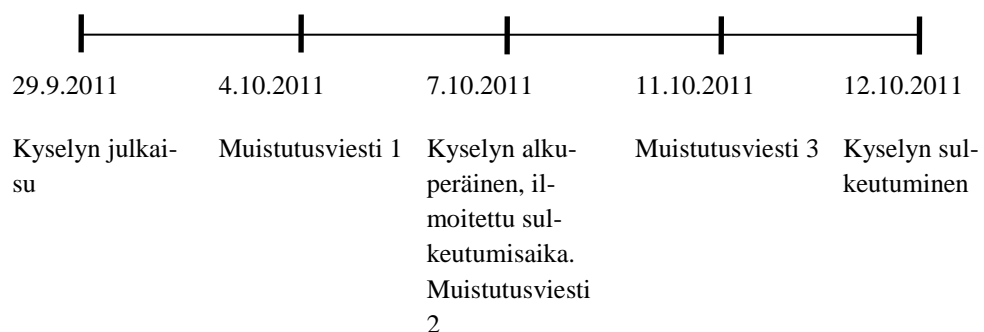 29.9.2011 4.10.2011 7.10.2011 11.10.2011 12.10.2011
Kyselyn julkai-
su
Muistutusviesti 1
Kyselyn alku-
peräinen, il-
moitettu sul-
keutumisaika.
Muistutusviesti
2
Muistutusviesti 3
Kyselyn sul-
keutuminen